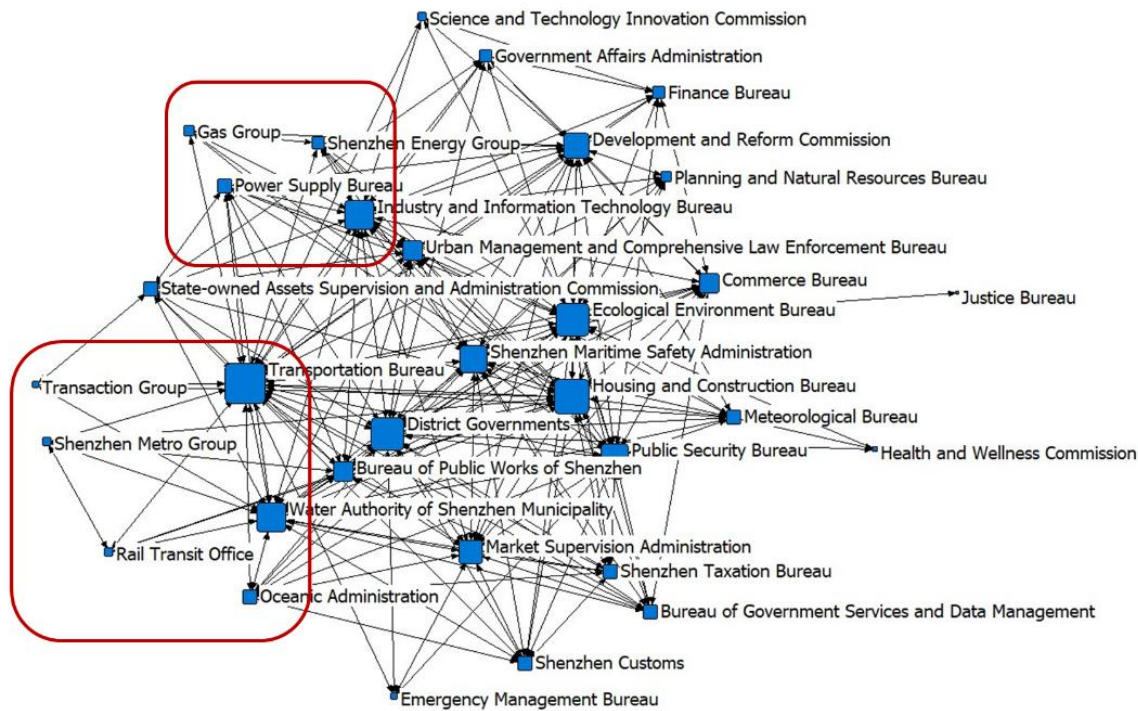 Science and Technology Innovation Commission
Government Affairs Administration
Finance Bureau
Gas Group
Shenzhen Energy Group
Development and Reform Commission
Planning and Natural Resources Bureau
Power Supply Bureau
Industry and Information Technology Bureau
Urban Management and Comprehensive Law Enforcement Bureau
Commerce Bureau
State-owned Assets Supervision and Administration Commission
Justice Bureau
Ecological Environment Bureau
Shenzhen Maritime Safety Administration
Transportation Bureau
Transaction Group
Housing and Construction Bureau
Meteorological Bureau
District Governments
Shenzhen Metro Group
Public Security Bureau
Health and Wellness Commission
Bureau of Public Works of Shenzhen
Water Authority of Shenzhen Municipality
Rail Transit Office
Market Supervision Administration
Shenzhen Taxation Bureau
Oceanic Administration
Bureau of Government Services and Data Management
Shenzhen Customs
Emergency Management Bureau